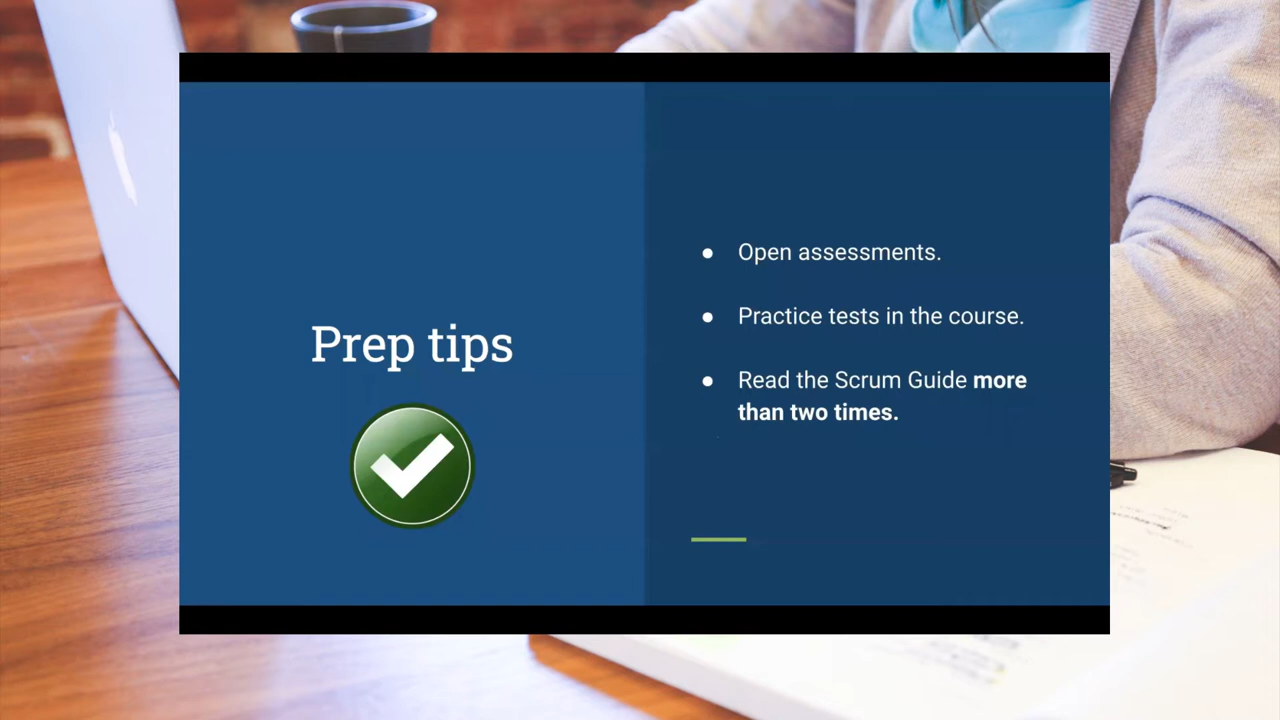 Prep tips
● Open assessments.
● Practice tests in the course.
● Read the Scrum Guide more
than two times.